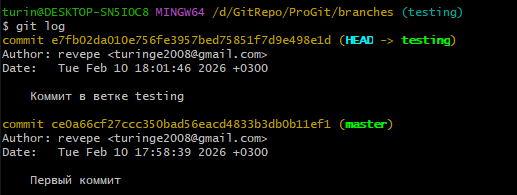 turin@DESKTOP-SN5IOC8 MINGW64 /d/GitRepo/ProGit/branches (testing)
$ git log
commit e7fb02da010e756fe3957bed75851f7d9e498e1d (HEAD -> testing)
Author: revepe <turinge2008@gmail.com>
Date:   Tue Feb 10 18:01:46 2026 +0300
    Коммит в ветке testing
commit ce0a66cf27ccc350bad56eacd4833b3db0b11ef1 (master)
Author: revepe <turinge2008@gmail.com>
Date:   Tue Feb 10 17:58:39 2026 +0300
    Первый коммит